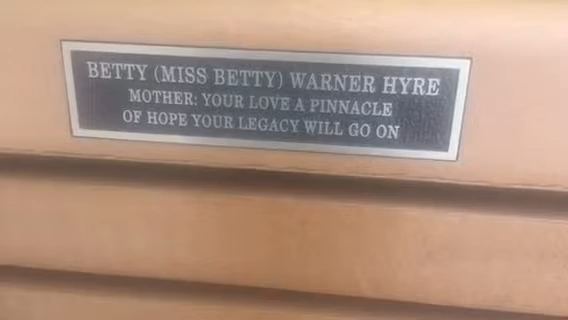 BETTY (MISS BETTY) WARNER HYRE
MOTHER: YOUR LOVE A PINNACLE
OF HOPE YOUR LEGACY WILL GO ON